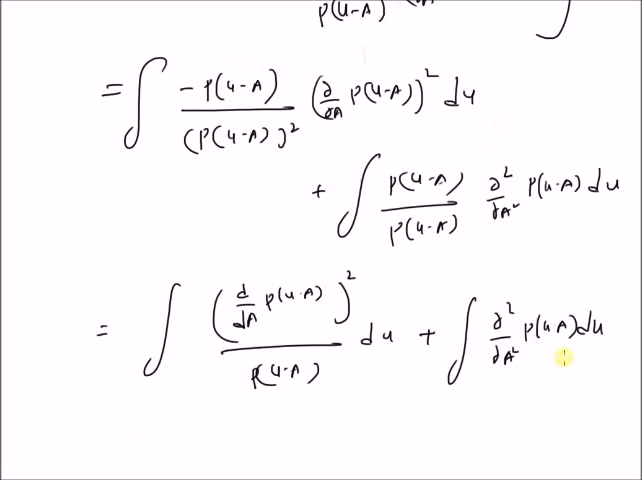 p(u-A)
= ∫ -p(u-A) / (p(u-A))² (∂/∂A p(u-A))² du
+ ∫ p(u-A) / p(u-A) ∂²/∂A² p(u-A) du
= ∫ (d/dA p(u-A))² / p(u-A) du + ∫ ∂²/∂A² p(u-A) du